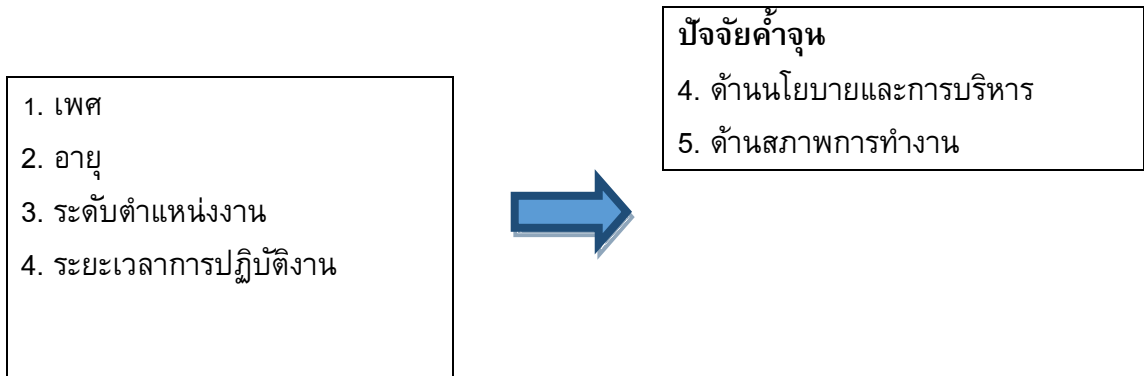 1. เพศ
2. อายุ
3. ระดับตำแหน่งงาน
4. ระยะเวลาการปฏิบัติงาน
ปัจจัยค้ำจุน
4. ด้านนโยบายและการบริหาร
5. ด้านสภาพการทำงาน